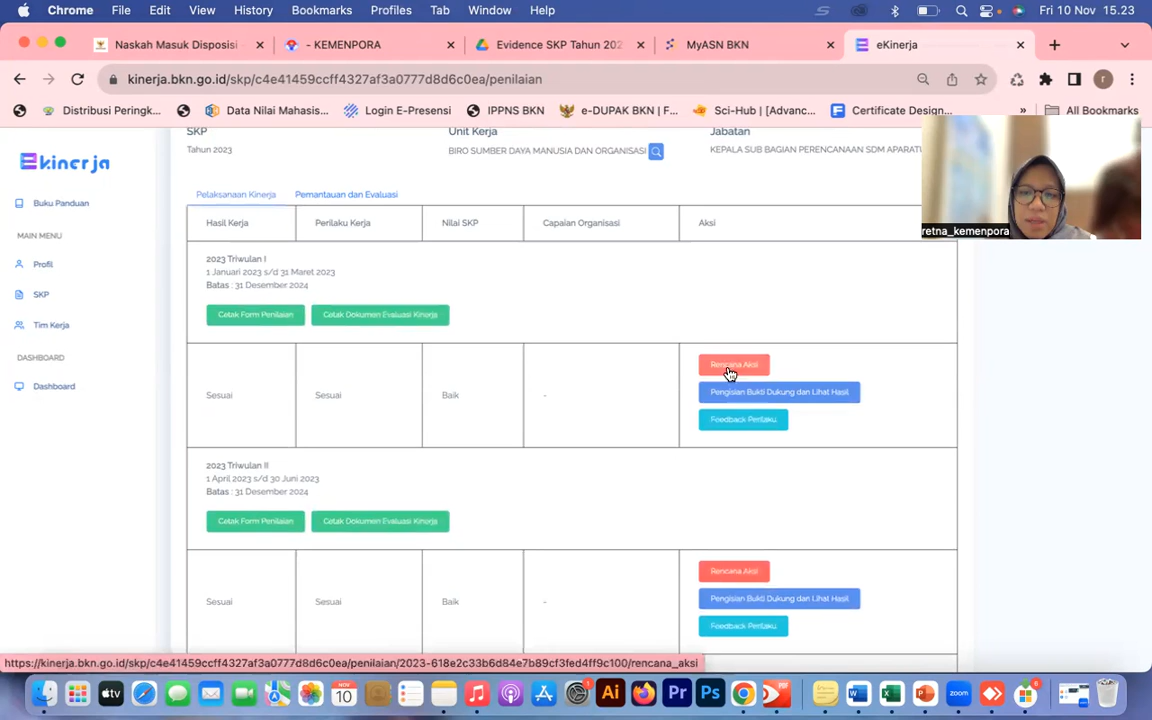 Chrome File Edit View History Bookmarks Profiles Tab Window Help Fri 10 Nov 15.23
Naskah Masuk Disposisi - KEMENPORA Evidence SKP Tahun 202 MyASN BKN eKinerja
kinerja.bkn.go.id/skp/c4e41459ccff4327af3a0777d8d6c0ea/penilaian
Distribusi Peringk... Data Nilai Mahasis... Login E-Presensi IPPNS BKN e-DUPAK BKN | F... Sci-Hub | [Advanc... Certificate Design... » All Bookmarks
SKP Unit Kerja Jabatan
Tahun 2023 BIRO SUMBER DAYA MANUSIA DAN ORGANISASI KEPALA SUB BAGIAN PERENCANAAN SDM APARATU
ekinerja
retna_kemenpora
Buku Panduan
MAIN MENU
Profil
SKP
Tim Kerja
DASHBOARD
Dashboard
Pelaksanaan Kinerja Pemantauan dan Evaluasi
Hasil Kerja Perilaku Kerja Nilai SKP Capaian Organisasi Aksi
2023 Triwulan I
1 Januari 2023 s/d 31 Maret 2023
Batas : 31 Desember 2024
Cetak Form Penilaian Cetak Dokumen Evaluasi Kinerja
Rencana Aksi
Sesuai Sesuai Baik - Pengisian Bukti Dukung dan Lihat Hasil
Feedback Perilaku
2023 Triwulan II
1 April 2023 s/d 30 Juni 2023
Batas : 31 Desember 2024
Cetak Form Penilaian Cetak Dokumen Evaluasi Kinerja
Rencana Aksi
Sesuai Sesuai Baik - Pengisian Bukti Dukung dan Lihat Hasil
Feedback Perilaku
https://kinerja.bkn.go.id/skp/c4e41459ccff4327af3a0777d8d6c0ea/penilaian/2023-618e2c33b6d84e7b89cf3fed4ff9c100/rencana_aksi